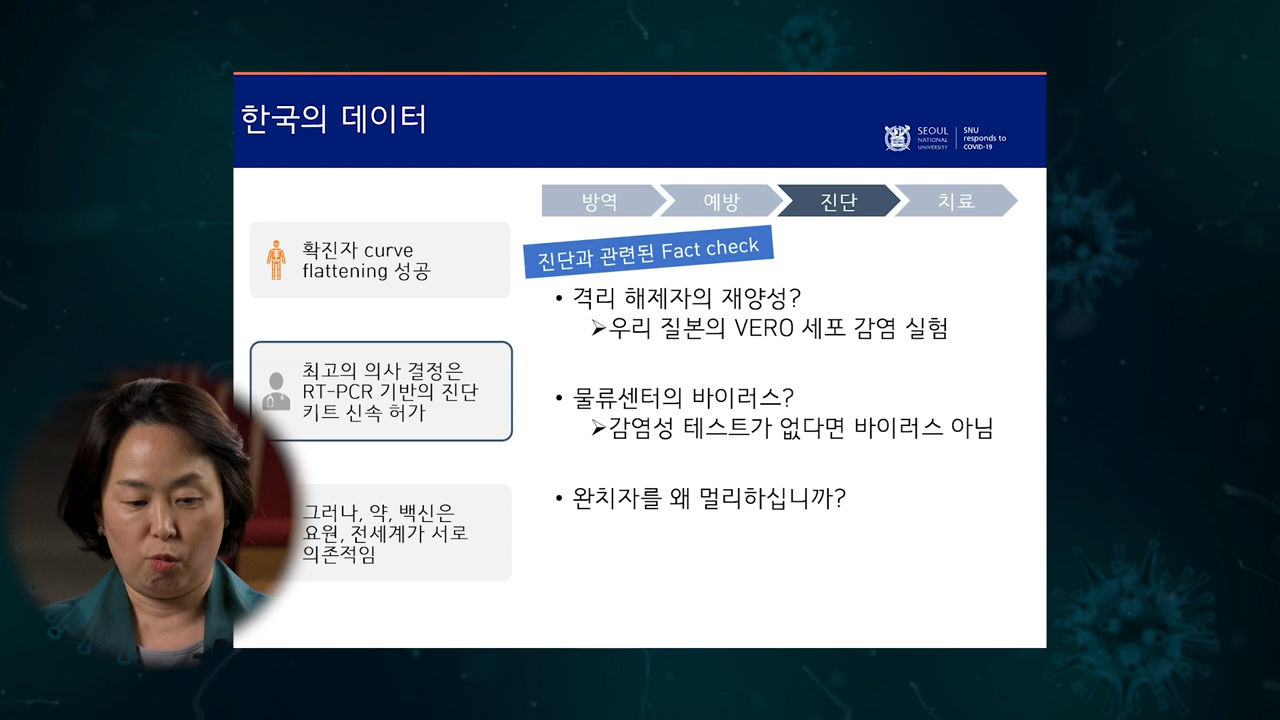 한국의 데이터
SEOUL
NATIONAL
UNIVERSITY
SNU
responds to
COVID-19
방역
예방
진단
치료
확진자 curve
flattening 성공
최고의 의사 결정은
RT-PCR 기반의 진단
키트 신속 허가
그러나, 약, 백신은
요원, 전세계가 서로
의존적임
진단과 관련된 Fact check
• 격리 해제자의 재양성?
➢우리 질본의 VERO 세포 감염 실험
• 물류센터의 바이러스?
➢감염성 테스트가 없다면 바이러스 아님
• 완치자를 왜 멀리하십니까?